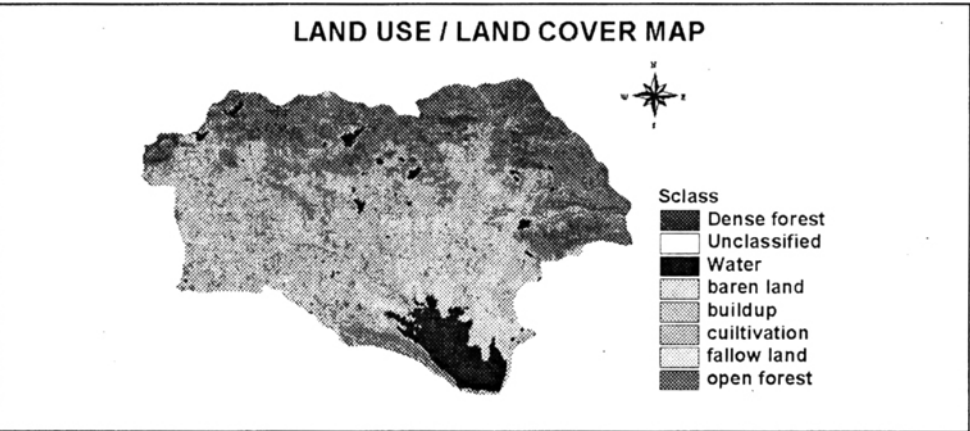 LAND USE / LAND COVER MAP
N
W E
S
Sclass
Dense forest
Unclassified
Water
baren land
buildup
cuiltivation
fallow land
open forest